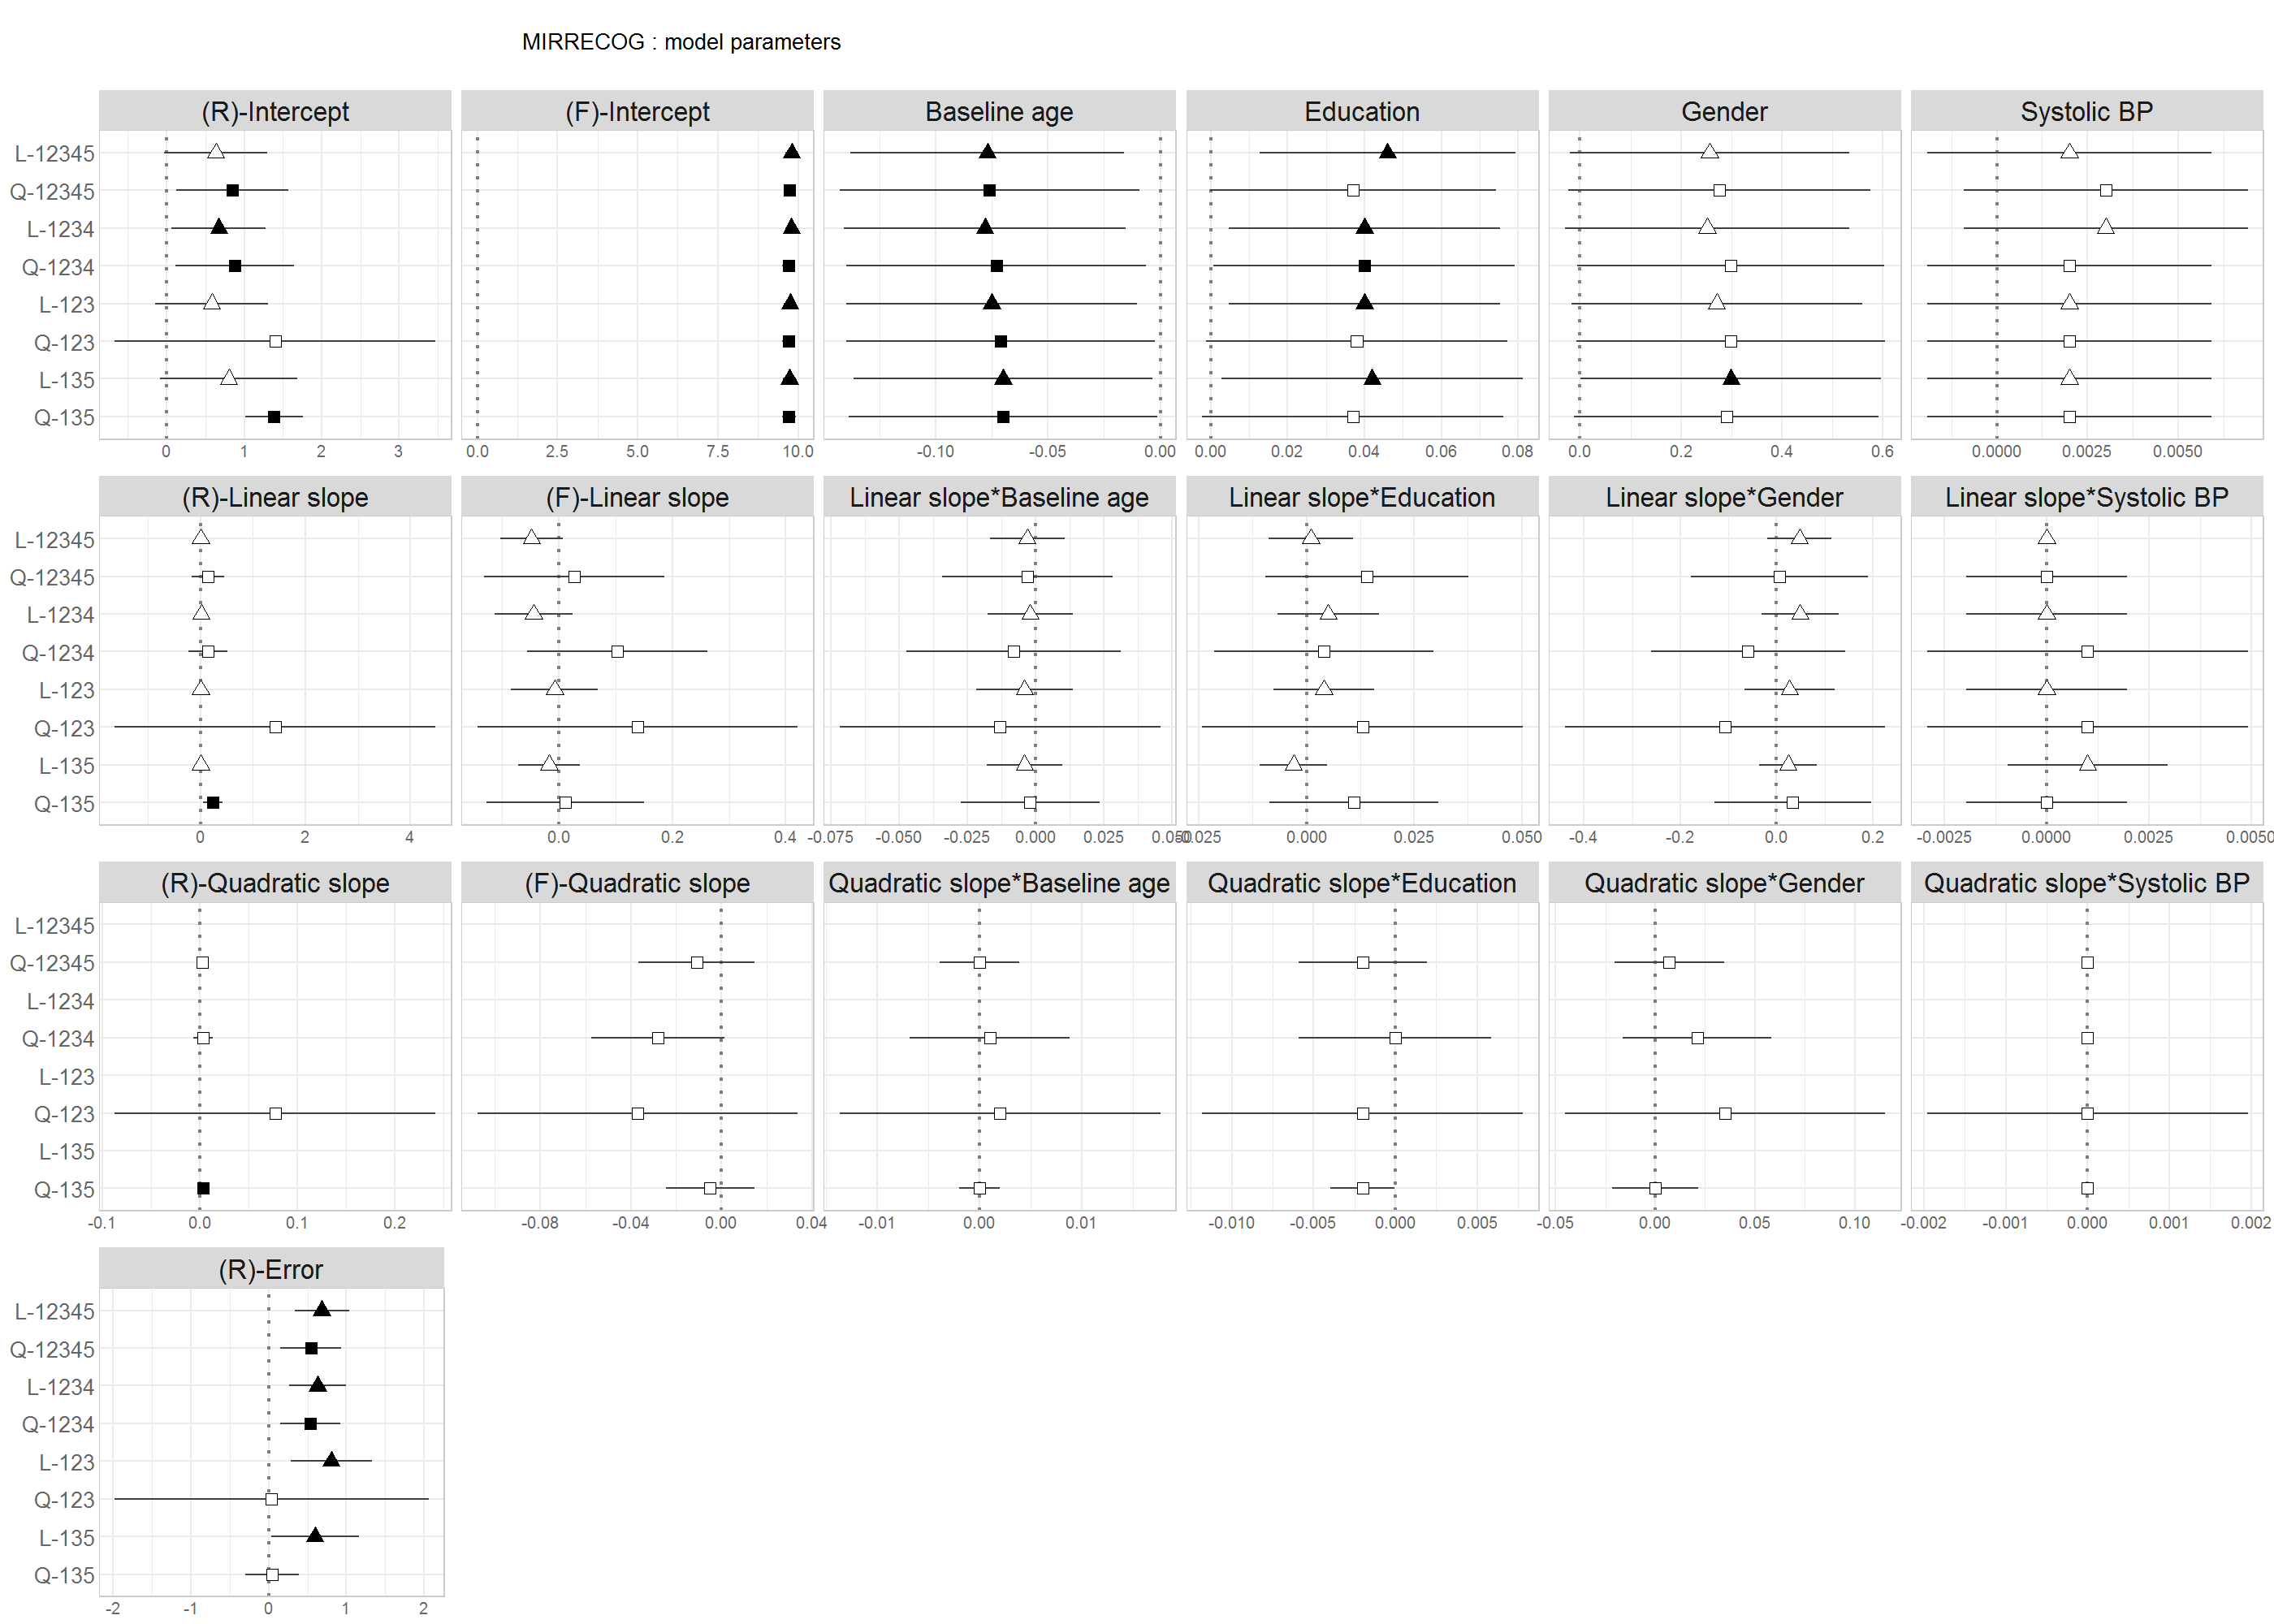 MIRRECOG : model parameters
(R)-Intercept (F)-Intercept Baseline age Education Gender Systolic BP
L-12345
Q-12345
L-1234
Q-1234
L-123
Q-123
L-135
Q-135
0 1 2 3 0.0 2.5 5.0 7.5 10.0 -0.10 -0.05 0.00 0.00 0.02 0.04 0.06 0.08 0.0 0.2 0.4 0.6 0.0000 0.0025 0.0050
(R)-Linear slope (F)-Linear slope Linear slope*Baseline age Linear slope*Education Linear slope*Gender Linear slope*Systolic BP
L-12345
Q-12345
L-1234
Q-1234
L-123
Q-123
L-135
Q-135
0 2 4 0.0 0.2 0.4 -0.075 -0.050 -0.025 0.000 0.025 0.050 -0.025 0.000 0.025 0.050 -0.4 -0.2 0.0 0.2 -0.0025 0.0000 0.0025 0.0050
(R)-Quadratic slope (F)-Quadratic slope Quadratic slope*Baseline age Quadratic slope*Education Quadratic slope*Gender Quadratic slope*Systolic BP
L-12345
Q-12345
L-1234
Q-1234
L-123
Q-123
L-135
Q-135
-0.1 0.0 0.1 0.2 -0.08 -0.04 0.00 0.04 -0.01 0.00 0.01 -0.010 -0.005 0.000 0.005 -0.05 0.00 0.05 0.10 -0.002 -0.001 0.000 0.001 0.002
(R)-Error
L-12345
Q-12345
L-1234
Q-1234
L-123
Q-123
L-135
Q-135
-2 -1 0 1 2